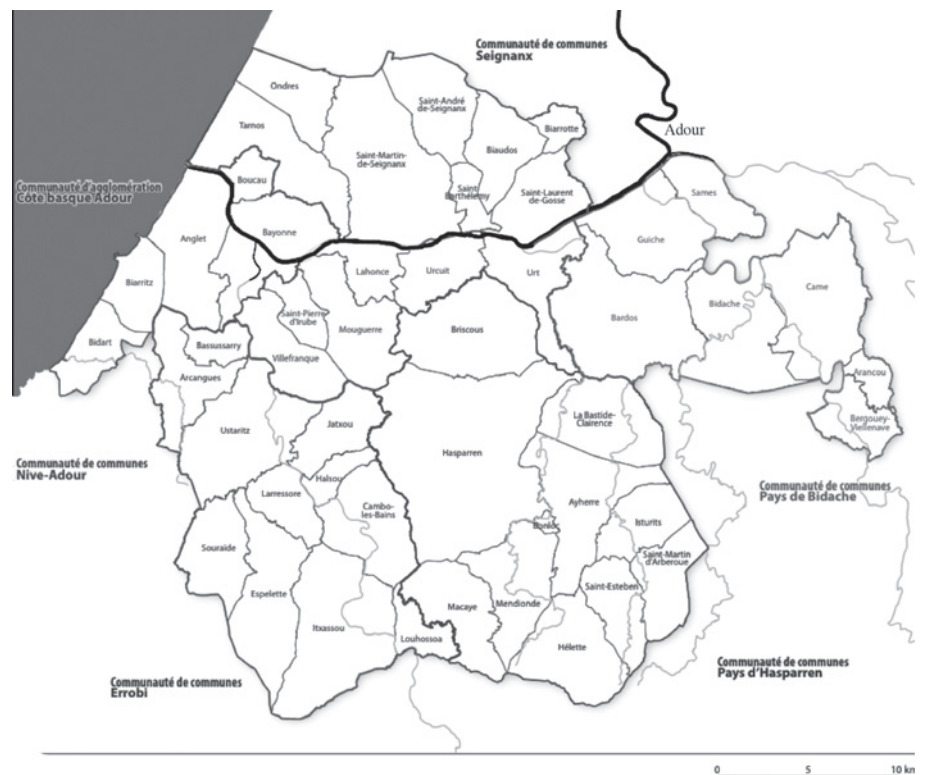 Communauté de communes
Seignanx
Ondres
Saint-André
de-Seignanx
Tarnos
Biarrotte
Adour
Biaudos
Saint-Martin-
de-Seignanx
Boucau
Communauté d'agglomération
Côte basque Adour
Saint
Barthélemy
Saint-Laurent
de-Gosse
Sames
Bayonne
Anglet
Guiche
Lahonce
Urcuit
Urt
Biarritz
Came
Bidache
Saint-Pierre
d'Irube
Mouguerre
Briscous
Bardos
Bidart
Bassussarry
Villefranque
Arcangues
Arancou
La Bastide-
Clairence
Bergouey-
Viellenave
Ustaritz
Jatxou
Hasparren
Communauté de communes
Nive-Adour
Halsou
Communauté de communes
Pays de Bidache
Larressore
Cambo-
les-Bains
Ayherre
Bonloc
Isturits
Souraide
Saint-Martin
d'Arberoue
Saint-Esteben
Espelette
Macaye
Mendionde
Itxassou
Louhossoa
Hélette
Communauté de communes
Pays d'Hasparren
Communauté de communes
Errobi
0 5 10 km